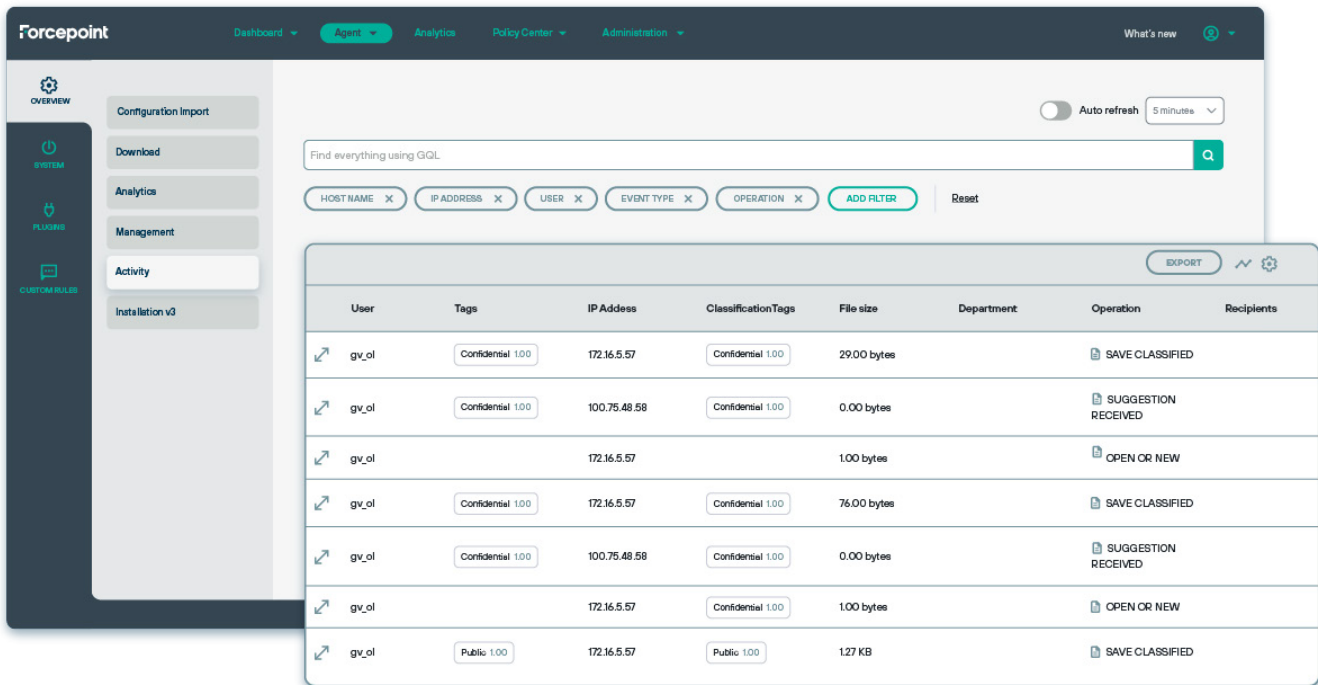 Forcepoint
Dashboard Agent Analytics Policy Center Administration What's new
OVERVIEW
SYSTEM
PLUGINS
CUSTOM RULES
Configuration Import
Download
Analytics
Management
Activity
Installation v3
Auto refresh 5 minutes
Find everything using GQL
HOST NAME IP ADDRESS USER EVENT TYPE OPERATION ADD FILTER Reset
EXPORT
User Tags IP Addess ClassificationTags File size Department Operation Recipients
gv_ol Confidential 1.00 172.16.5.57 Confidential 1.00 29.00 bytes SAVE CLASSIFIED
gv_ol Confidential 1.00 100.75.48.58 Confidential 1.00 0.00 bytes SUGGESTION
RECEIVED
gv_ol 172.16.5.57 1.00 bytes OPEN OR NEW
gv_ol Confidential 1.00 172.16.5.57 Confidential 1.00 76.00 bytes SAVE CLASSIFIED
gv_ol Confidential 1.00 100.75.48.58 Confidential 1.00 0.00 bytes SUGGESTION
RECEIVED
gv_ol 172.16.5.57 Confidential 1.00 1.00 bytes OPEN OR NEW
gv_ol Public 1.00 172.16.5.57 Public 1.00 1.27 KB SAVE CLASSIFIED